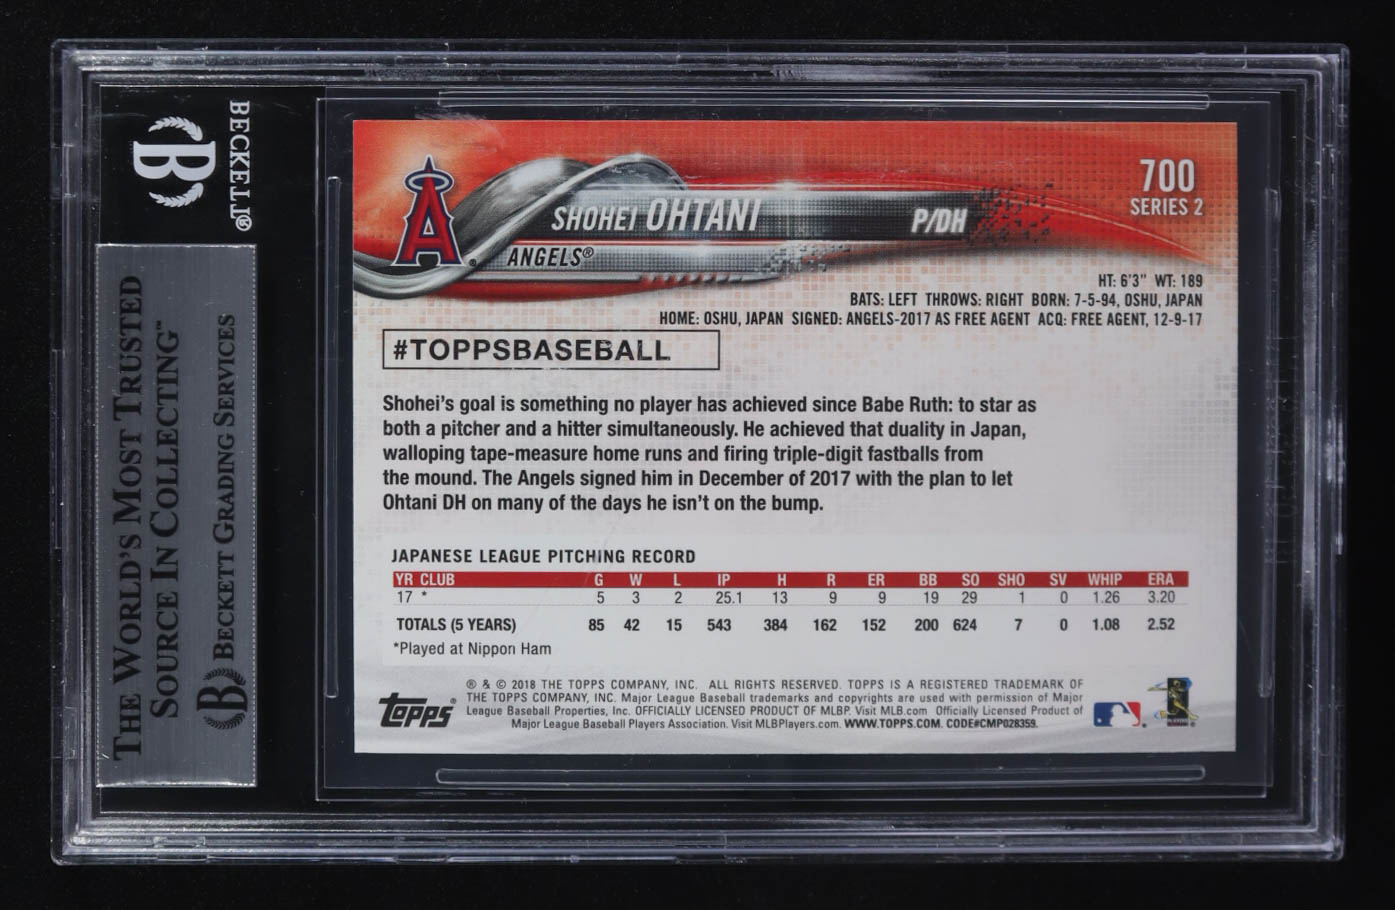 BECKETT®
B
THE WORLD'S MOST TRUSTED
SOURCE IN COLLECTING™
B BECKETT GRADING SERVICES
A®
SHOHEI OHTANI
P/DH
ANGELS®
700
SERIES 2
HT: 6'3" WT: 189
BATS: LEFT THROWS: RIGHT BORN: 7-5-94, OSHU, JAPAN
HOME: OSHU, JAPAN SIGNED: ANGELS-2017 AS FREE AGENT ACQ: FREE AGENT, 12-9-17
#TOPPSBASEBALL
Shohei's goal is something no player has achieved since Babe Ruth: to star as
both a pitcher and a hitter simultaneously. He achieved that duality in Japan,
walloping tape-measure home runs and firing triple-digit fastballs from
the mound. The Angels signed him in December of 2017 with the plan to let
Ohtani DH on many of the days he isn't on the bump.
JAPANESE LEAGUE PITCHING RECORD
YR CLUB G W L IP H R ER BB SO SHO SV WHIP ERA
17 * 5 3 2 25.1 13 9 9 19 29 1 0 1.26 3.20
TOTALS (5 YEARS) 85 42 15 543 384 162 152 200 624 7 0 1.08 2.52
*Played at Nippon Ham
topps®
® & © 2018 THE TOPPS COMPANY, INC. ALL RIGHTS RESERVED. TOPPS IS A REGISTERED TRADEMARK OF
THE TOPPS COMPANY, INC. Major League Baseball trademarks and copyrights are used with permission of Major
League Baseball Properties, Inc. OFFICIALLY LICENSED PRODUCT OF MLBP. Visit MLB.com Officially Licensed Product of
Major League Baseball Players Association. Visit MLBPlayers.com. WWW.TOPPS.COM. CODE#CMP028359.